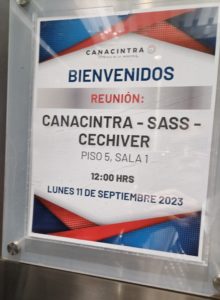 CANACINTRA
BIENVENIDOS
REUNIÓN:
CANACINTRA - SASS -
CECHIVER
PISO 5, SALA 1
12:00 HRS
LUNES 11 DE SEPTIEMBRE 2023